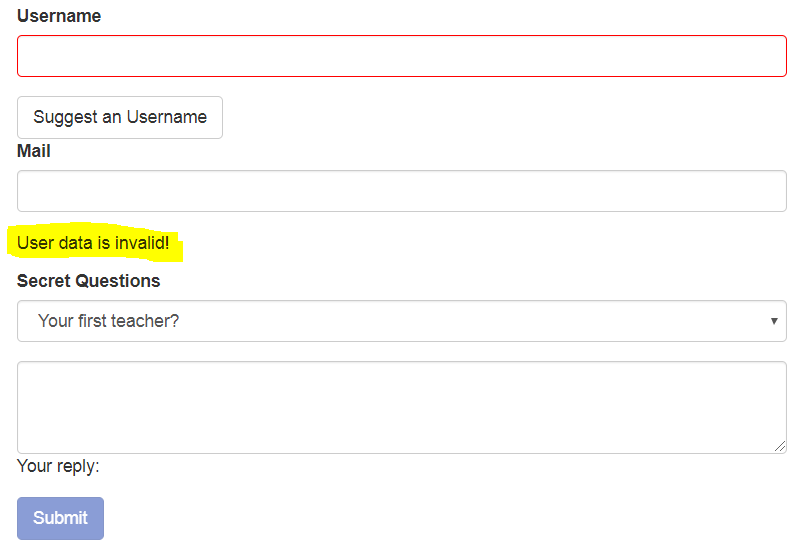 Username
Suggest an Username
Mail
User data is invalid!
Secret Questions
Your first teacher?
Your reply:
Submit